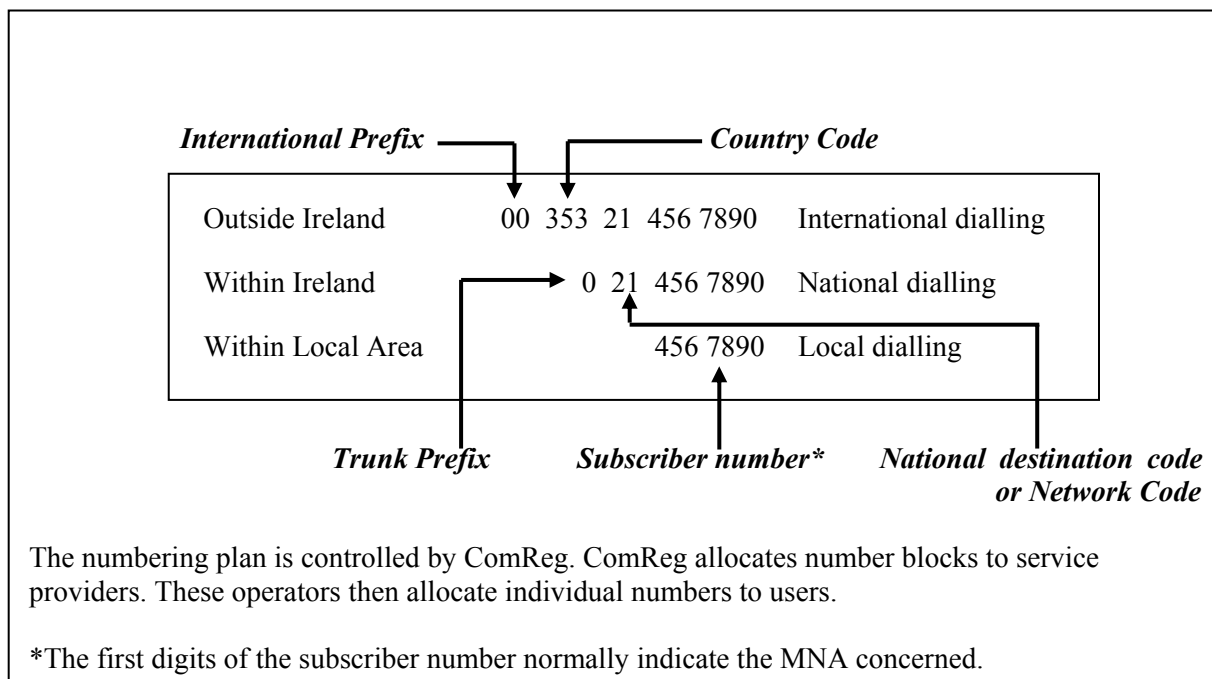 International Prefix Country Code
Outside Ireland 00 353 21 456 7890 International dialling
Within Ireland 0 21 456 7890 National dialling
Within Local Area 456 7890 Local dialling
Trunk Prefix Subscriber number* National destination code
or Network Code
The numbering plan is controlled by ComReg. ComReg allocates number blocks to service
providers. These operators then allocate individual numbers to users.
*The first digits of the subscriber number normally indicate the MNA concerned.